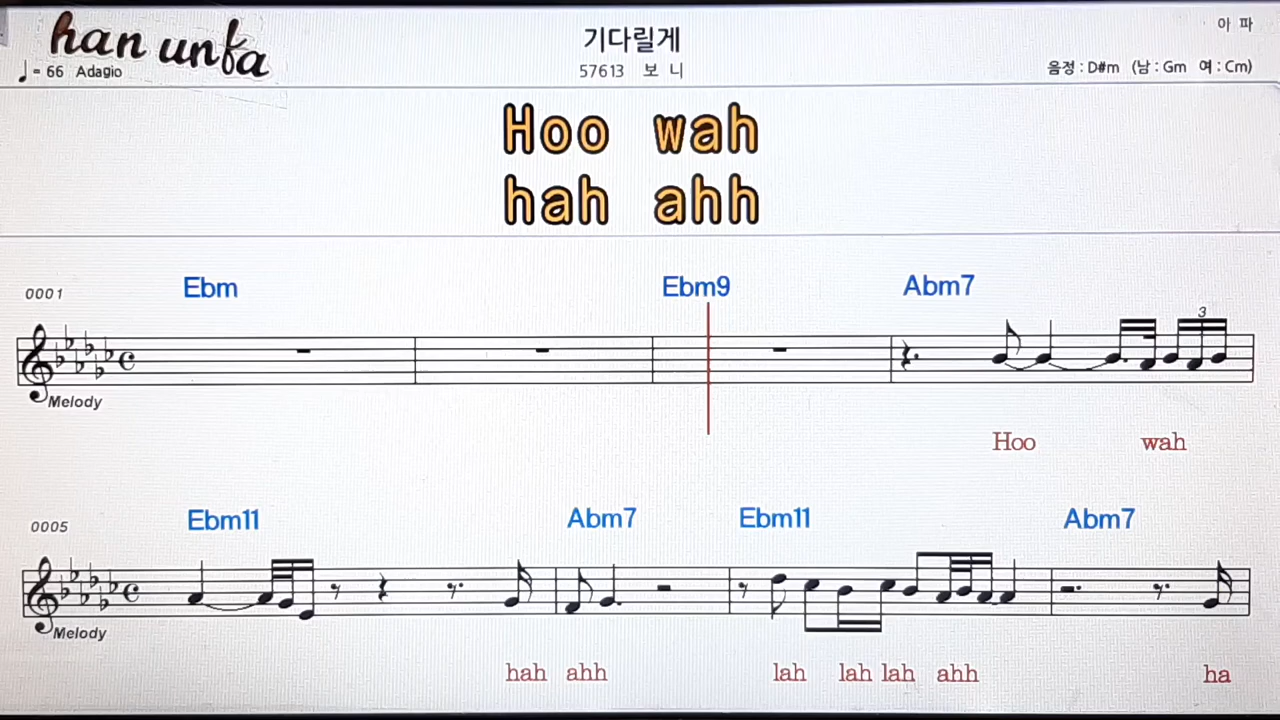 han unfa
기다릴게
아 파
♩= 66 Adagio
57613 보 니
음정 : D#m (남 : Gm 여 : Cm)
Hoo wah
hah ahh
0001
Ebm Ebm9 Abm7
3
Melody
Hoo wah
0005
Ebm11 Abm7 Ebm11 Abm7
Melody
hah ahh lah lah lah ahh ha